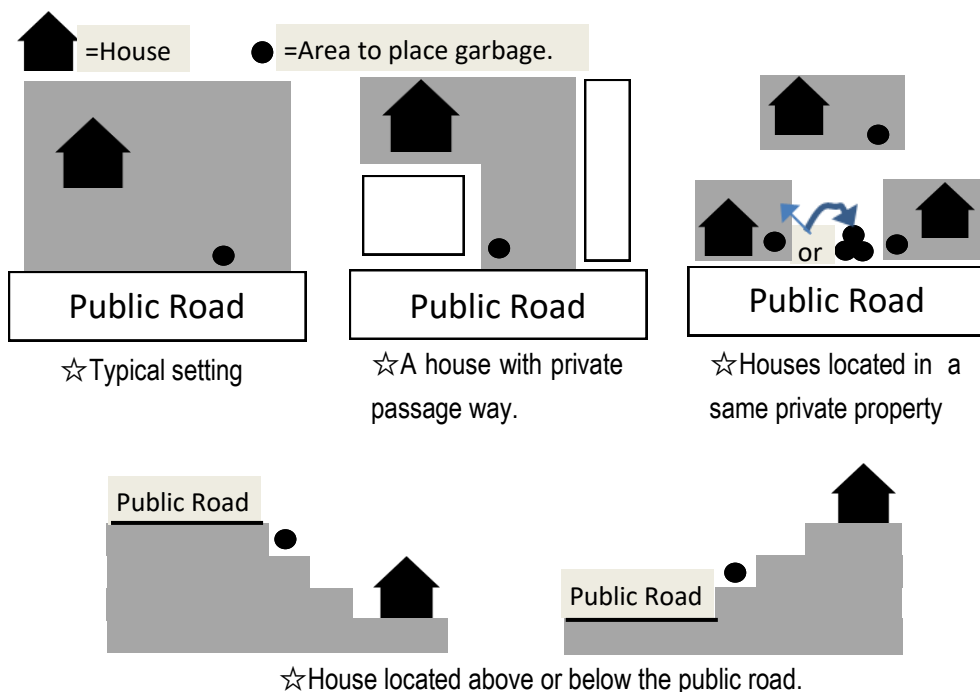 =House
=Area to place garbage.
Public Road
Public Road
or
Public Road
☆Typical setting
☆A house with private
passage way.
☆Houses located in a
same private property
Public Road
Public Road
☆House located above or below the public road.